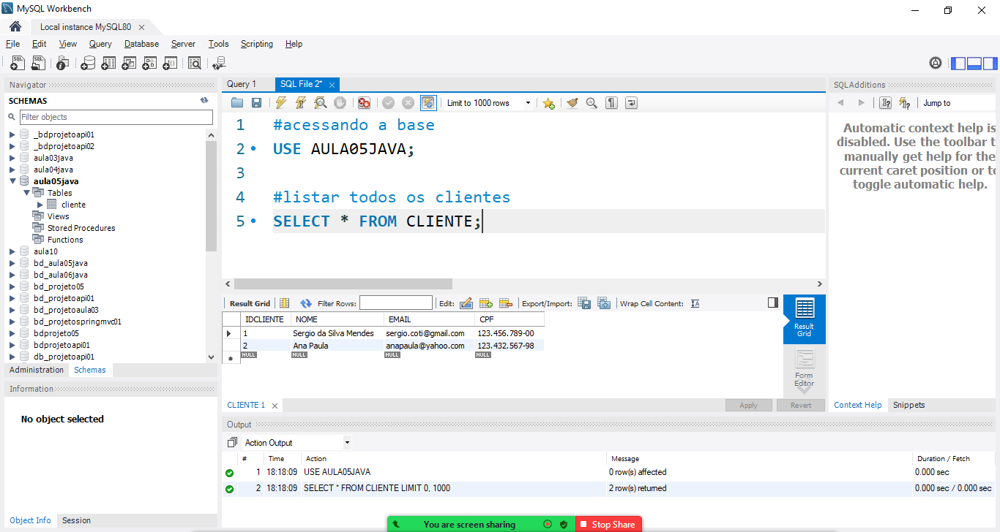 MySQL Workbench
Local instance MySQL80
File Edit View Query Database Server Tools Scripting Help
Navigator
SCHEMAS
Filter objects
_bdprojetoapi01
_bdprojetoapi02
aula03java
aula04java
aula05java
Tables
cliente
Views
Stored Procedures
Functions
aula10
bd_aula05java
bd_aula06java
bd_projeto05
bd_projetoapi01
bd_projetoaula03
bd_projetospringmvc01
bdprojeto05
bdprojetoapi01
db_projetoapi01
Administration Schemas
Information
No object selected
Object Info Session
Query 1 SQL File 2*
Limit to 1000 rows
1 #acessando a base
2 USE AULA05JAVA;
3
4 #listar todos os clientes
5 SELECT * FROM CLIENTE;
Result Grid Filter Rows: Edit: Export/Import: Wrap Cell Content:
IDCLIENTE NOME EMAIL CPF
1 Sergio da Silva Mendes sergio.coti@gmail.com 123.456.789-00
2 Ana Paula anapaula@yahoo.com 123.432.567-98
NULL NULL NULL NULL
Result
Grid
Form
Editor
CLIENTE 1 Apply Revert
Output
Action Output
# Time Action Message Duration / Fetch
1 18:18:09 USE AULA05JAVA 0 row(s) affected 0.000 sec
2 18:18:09 SELECT * FROM CLIENTE LIMIT 0, 1000 2 row(s) returned 0.000 sec / 0.000 sec
SQLAdditions
Jump to
Automatic context help is
disabled. Use the toolbar t
manually get help for the
current caret position or to
toggle automatic help.
Context Help Snippets
You are screen sharing Stop Share